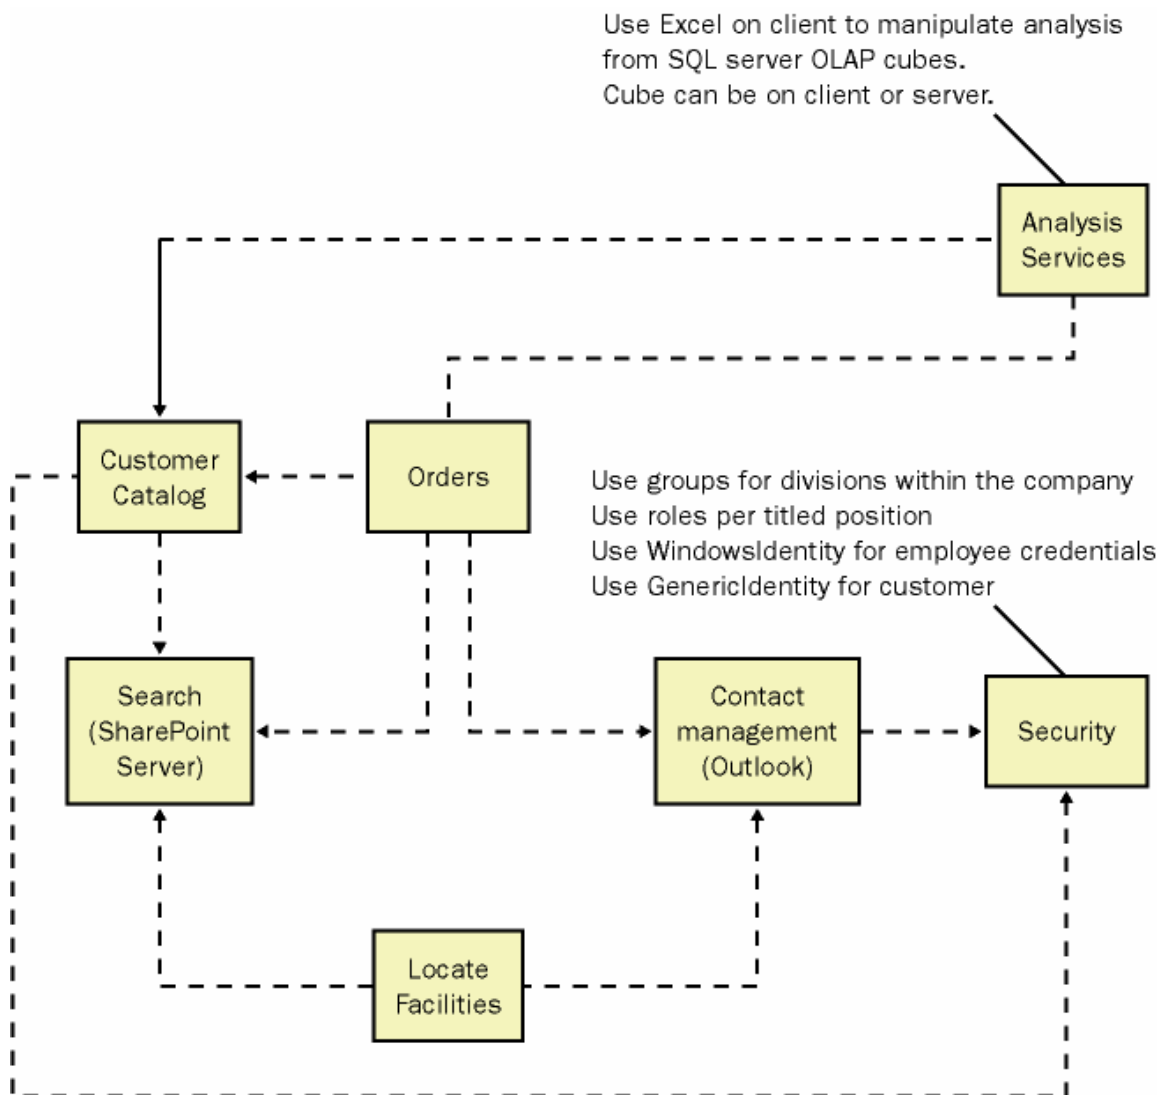 Use Excel on client to manipulate analysis
from SQL server OLAP cubes.
Cube can be on client or server.
Analysis
Services
Customer
Catalog
Orders
Use groups for divisions within the company
Use roles per titled position
Use WindowsIdentity for employee credentials
Use GenericIdentity for customer
Search
(SharePoint
Server)
Contact
management
(Outlook)
Security
Locate
Facilities